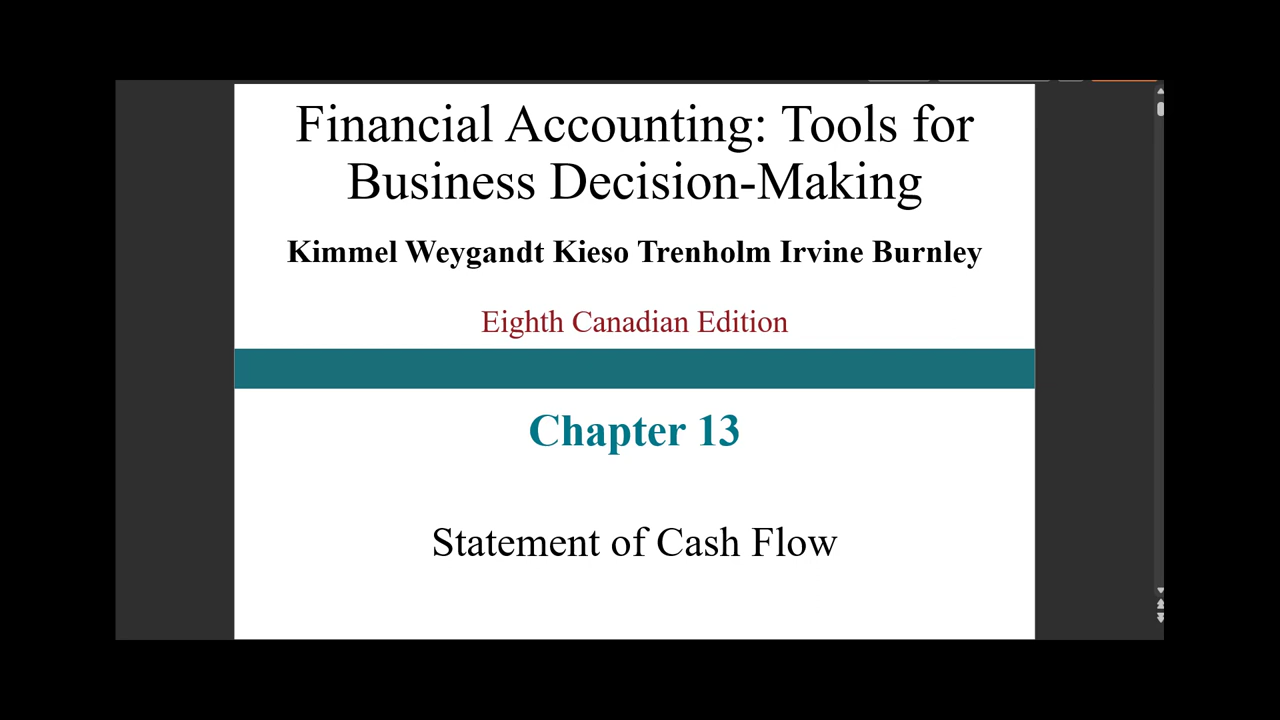 Financial Accounting: Tools for
Business Decision-Making
Kimmel Weygandt Kieso Trenholm Irvine Burnley
Eighth Canadian Edition
Chapter 13
Statement of Cash Flow